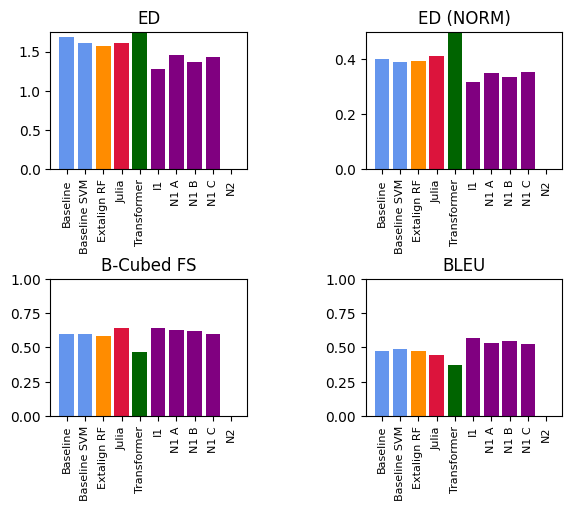 ED
1.5
1.0
0.5
0.0
Baseline
Baseline SVM
Extalign RF
Julia
Transformer
I1
N1 A
N1 B
N1 C
N2
ED (NORM)
0.4
0.2
0.0
Baseline
Baseline SVM
Extalign RF
Julia
Transformer
I1
N1 A
N1 B
N1 C
N2
B-Cubed FS
1.00
0.75
0.50
0.25
0.00
Baseline
Baseline SVM
Extalign RF
Julia
Transformer
I1
N1 A
N1 B
N1 C
N2
BLEU
1.00
0.75
0.50
0.25
0.00
Baseline
Baseline SVM
Extalign RF
Julia
Transformer
I1
N1 A
N1 B
N1 C
N2